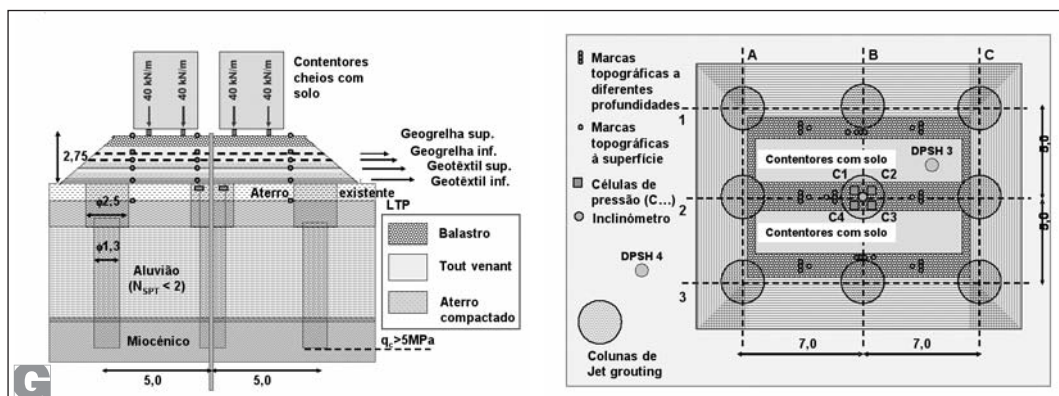 40 kN/m
40 kN/m
40 kN/m
40 kN/m
Contentores
cheios com
solo
2,75
Geogrelha sup.
Geogrelha inf.
Geotêxtil sup.
Geotêxtil inf.
Aterro
existente
LTP
ϕ2,5
ϕ1,3
Aluvião
(NSPT < 2)
Miocénico
qc>5MPa
5,0
5,0
Balastro
Tout venant
Aterro
compactado
G
Marcas
topográficas a
diferentes
profundidades
Marcas
topográficas
à superfície
Células de
pressão (C...)
Inclinómetro
DPSH 4
Colunas de
Jet grouting
A
B
C
1
2
3
Contentores com solo
DPSH 3
C1
C2
C4
C3
Contentores com solo
5,0
5,0
7,0
7,0